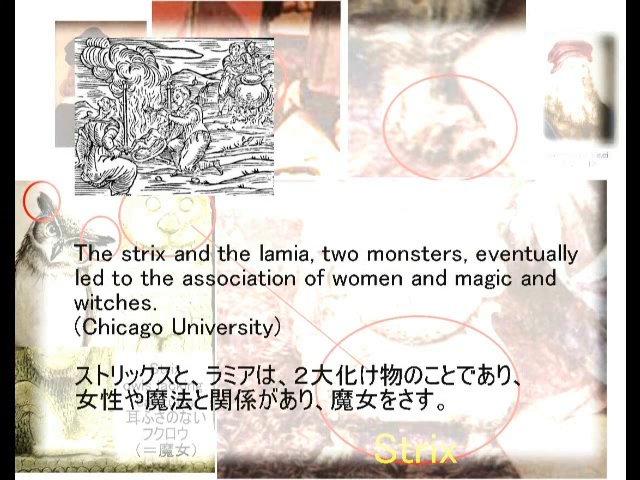 The strix and the lamia, two monsters, eventually
led to the association of women and magic and
witches.
(Chicago University)
ストリックスと、ラミアは、２大化け物のことであり、
女性や魔法と関係があり、魔女をさす。
耳ふさのない
フクロウ
（＝魔女）
Strix